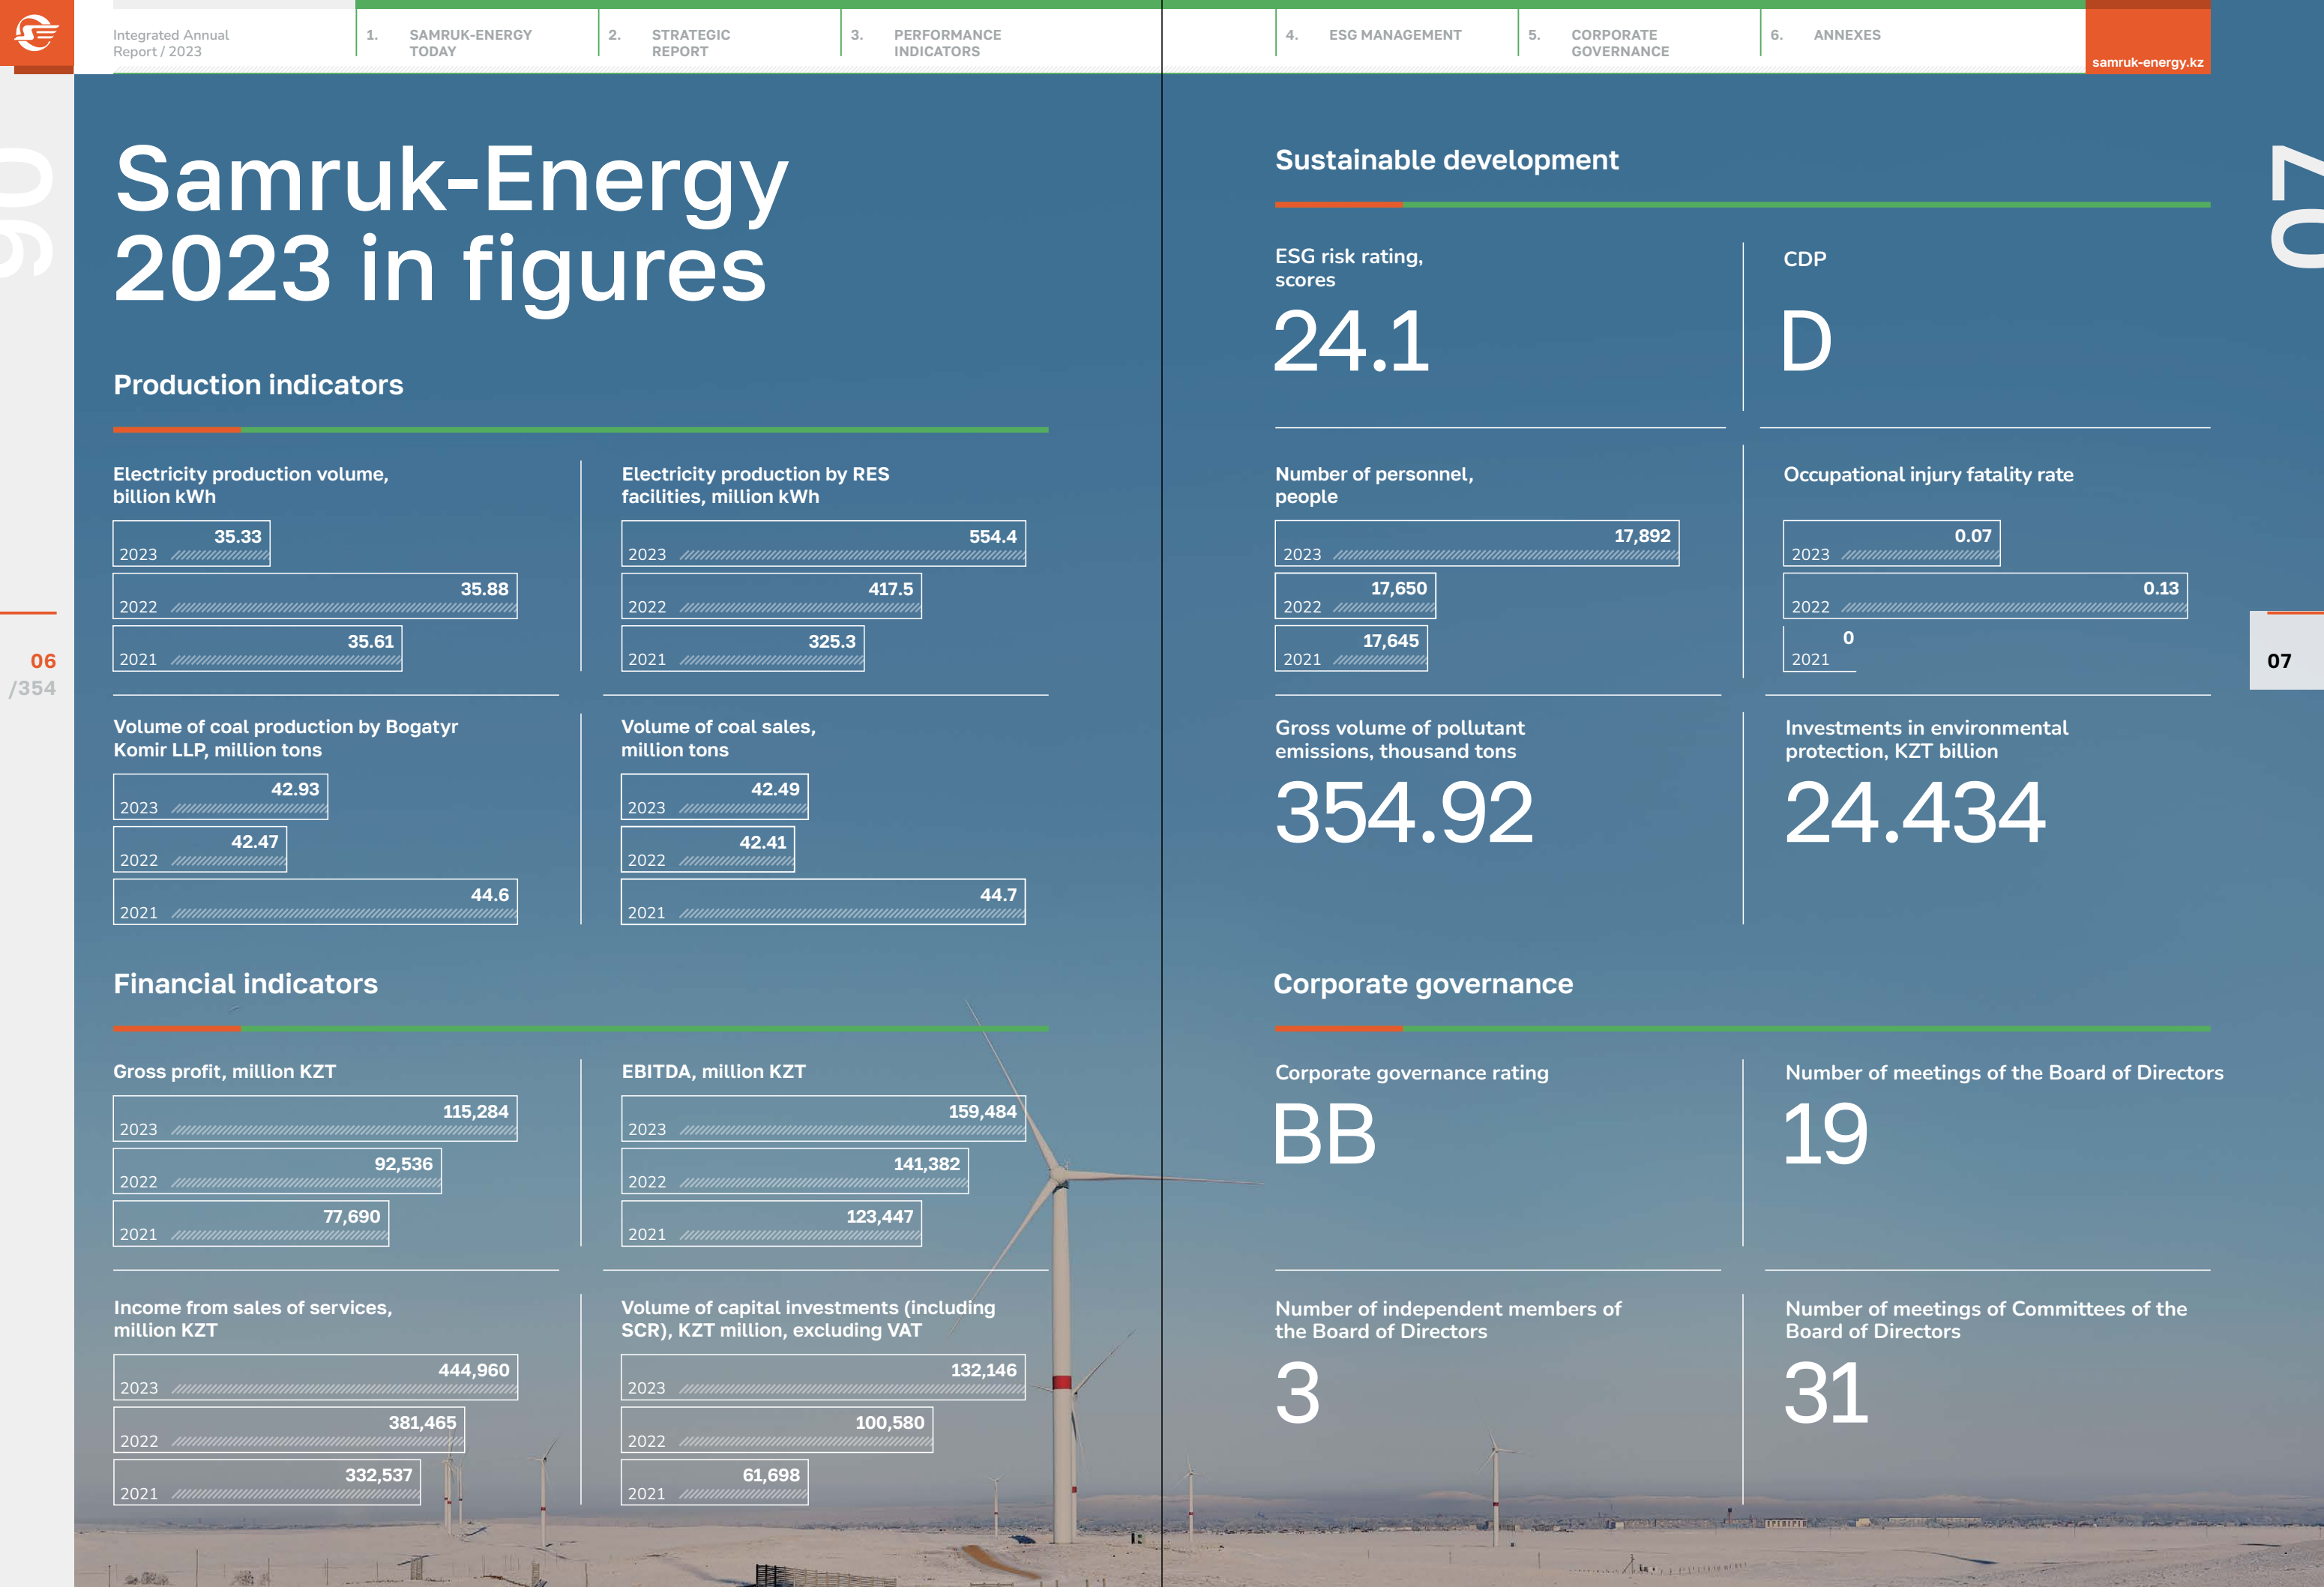 Integrated Annual
Report / 2023
1. SAMRUK-ENERGY
TODAY
2. STRATEGIC
REPORT
3. PERFORMANCE
INDICATORS
4. ESG MANAGEMENT
5. CORPORATE
GOVERNANCE
6. ANNEXES
samruk-energy.kz
06
07
06
/354
07
Samruk-Energy
2023 in figures
Production indicators
Electricity production volume,
billion kWh
35.33
2023
35.88
2022
35.61
2021
Electricity production by RES
facilities, million kWh
554.4
2023
417.5
2022
325.3
2021
Volume of coal production by Bogatyr
Komir LLP, million tons
42.93
2023
42.47
2022
44.6
2021
Volume of coal sales,
million tons
42.49
2023
42.41
2022
44.7
2021
Financial indicators
Gross profit, million KZT
115,284
2023
92,536
2022
77,690
2021
EBITDA, million KZT
159,484
2023
141,382
2022
123,447
2021
Income from sales of services,
million KZT
444,960
2023
381,465
2022
332,537
2021
Volume of capital investments (including
SCR), KZT million, excluding VAT
132,146
2023
100,580
2022
61,698
2021
Sustainable development
ESG risk rating,
scores
24.1
CDP
D
Number of personnel,
people
17,892
2023
17,650
2022
17,645
2021
Occupational injury fatality rate
0.07
2023
0.13
2022
0
2021
Gross volume of pollutant
emissions, thousand tons
354.92
Investments in environmental
protection, KZT billion
24.434
Corporate governance
Corporate governance rating
BB
Number of meetings of the Board of Directors
19
Number of independent members of
the Board of Directors
3
Number of meetings of Committees of the
Board of Directors
31